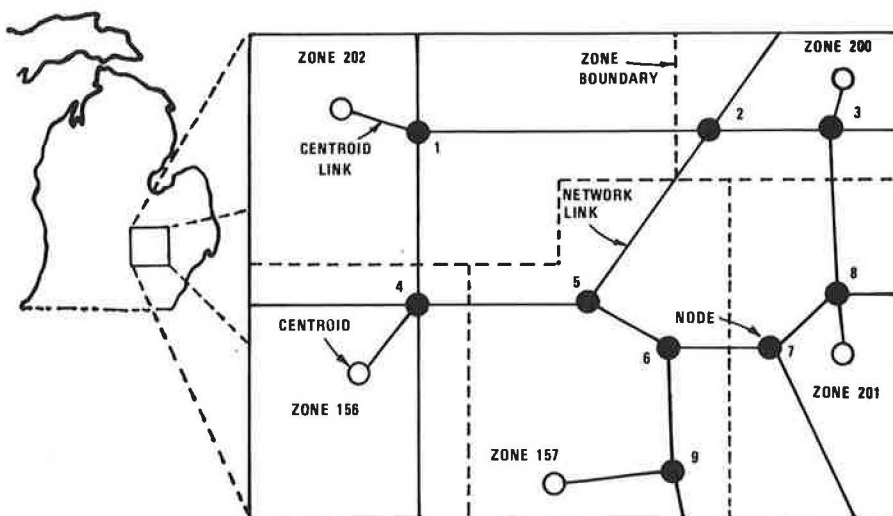 ZONE 202
ZONE
BOUNDARY
ZONE 200
2
3
CENTROID
LINK
1
NETWORK
LINK
4
5
8
CENTROID
NODE
6
7
ZONE 156
ZONE 201
ZONE 157
9